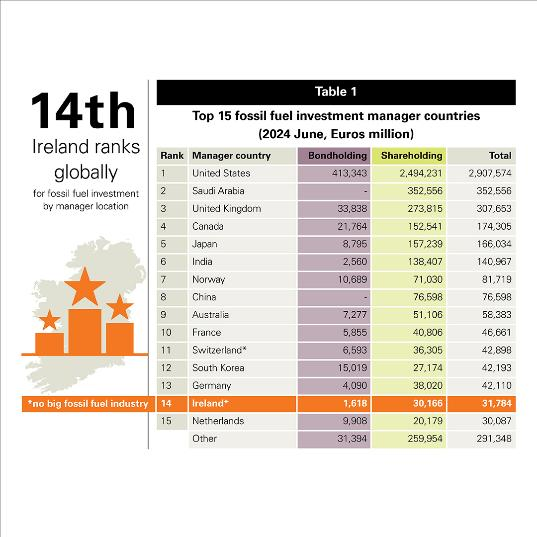 14th
Ireland ranks
globally
for fossil fuel investment
by manager location
*no big fossil fuel industry
Table 1
Top 15 fossil fuel investment manager countries
(2024 June, Euros million)
Rank Manager country Bondholding Shareholding Total
1 United States 413,343 2,494,231 2,907,574
2 Saudi Arabia - 352,556 352,556
3 United Kingdom 33,838 273,815 307,653
4 Canada 21,764 152,541 174,305
5 Japan 8,795 157,239 166,034
6 India 2,560 138,407 140,967
7 Norway 10,689 71,030 81,719
8 China - 76,598 76,598
9 Australia 7,277 51,106 58,383
10 France 5,855 40,806 46,661
11 Switzerland* 6,593 36,305 42,898
12 South Korea 15,019 27,174 42,193
13 Germany 4,090 38,020 42,110
14 Ireland* 1,618 30,166 31,784
15 Netherlands 9,908 20,179 30,087
Other 31,394 259,954 291,348